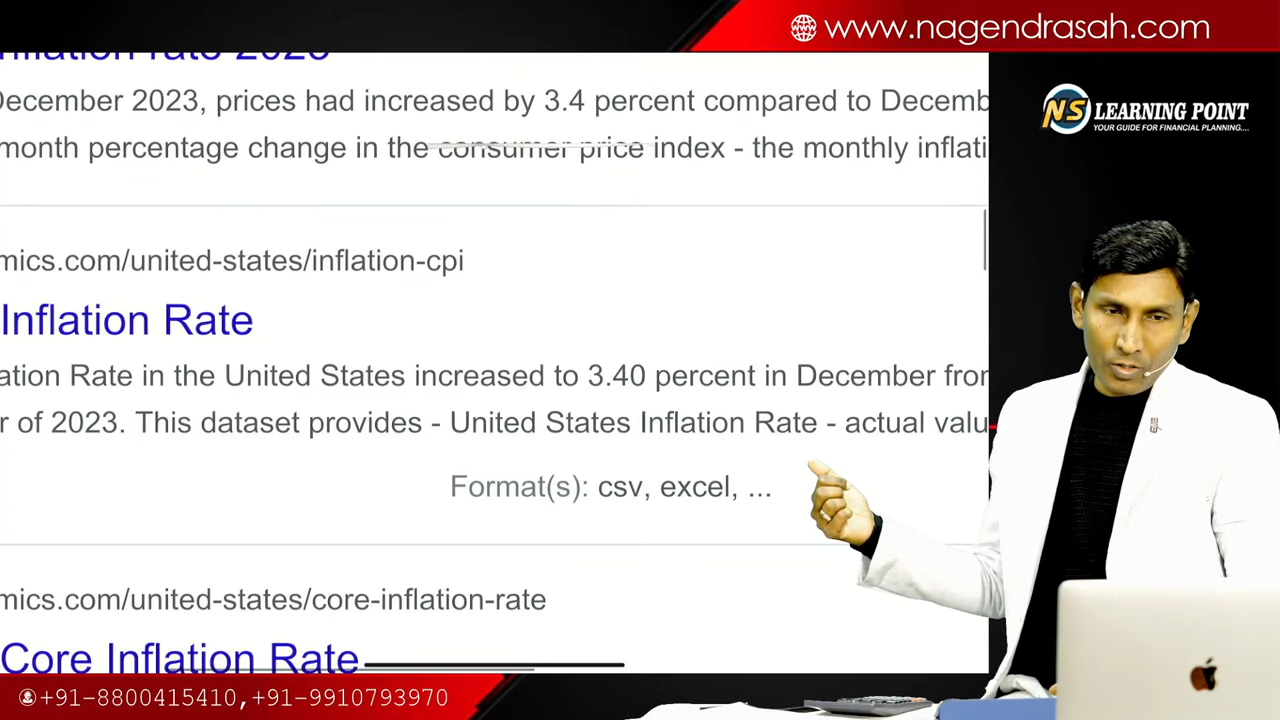 www.nagendrasah.com
nflation rate 2023
December 2023, prices had increased by 3.4 percent compared to Decemb
month percentage change in the consumer price index - the monthly inflati
mics.com/united-states/inflation-cpi
Inflation Rate
ation Rate in the United States increased to 3.40 percent in December fror
r of 2023. This dataset provides - United States Inflation Rate - actual valu
Format(s): csv, excel, ...
mics.com/united-states/core-inflation-rate
Core Inflation Rate
NS LEARNING POINT
YOUR GUIDE FOR FINANCIAL PLANNING....
+91-8800415410,+91-9910793970